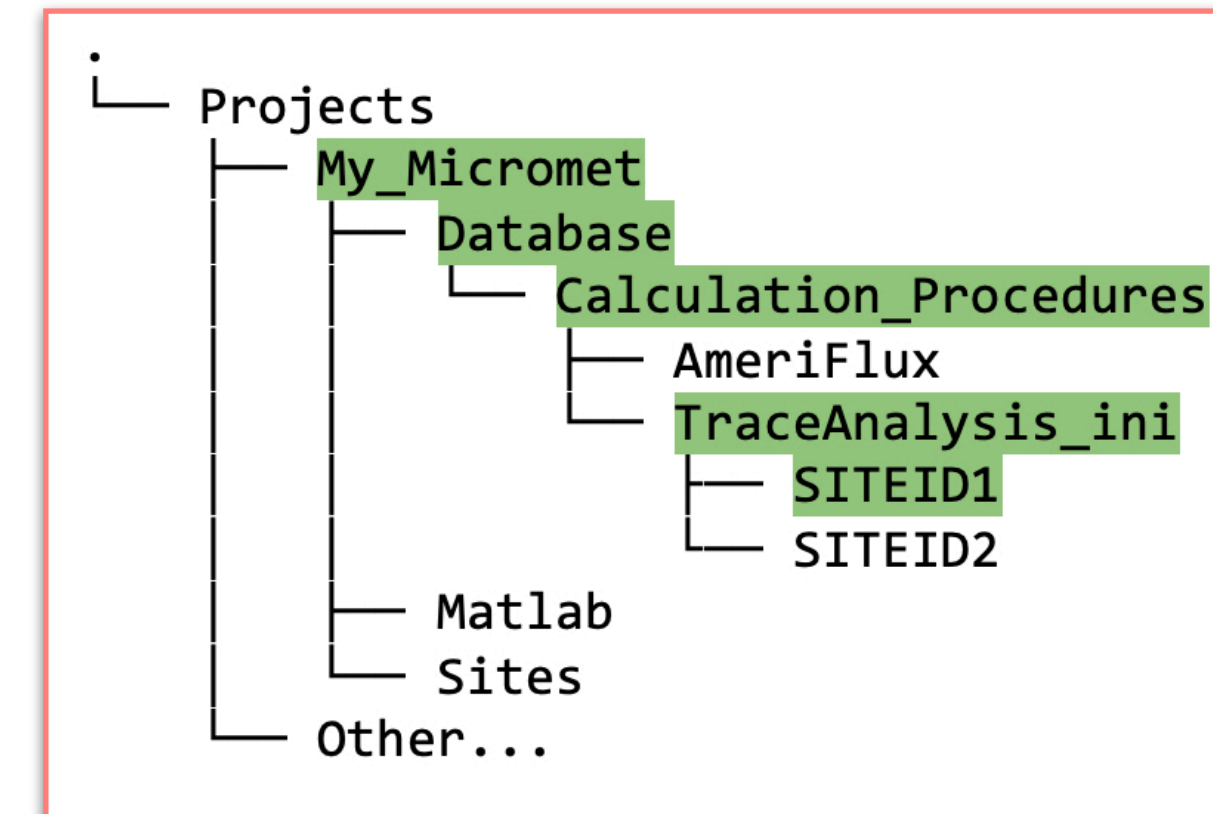 .
Projects
My_Micromet
Database
Calculation_Procedures
AmeriFlux
TraceAnalysis_ini
SITEID1
SITEID2
Matlab
Sites
Other...